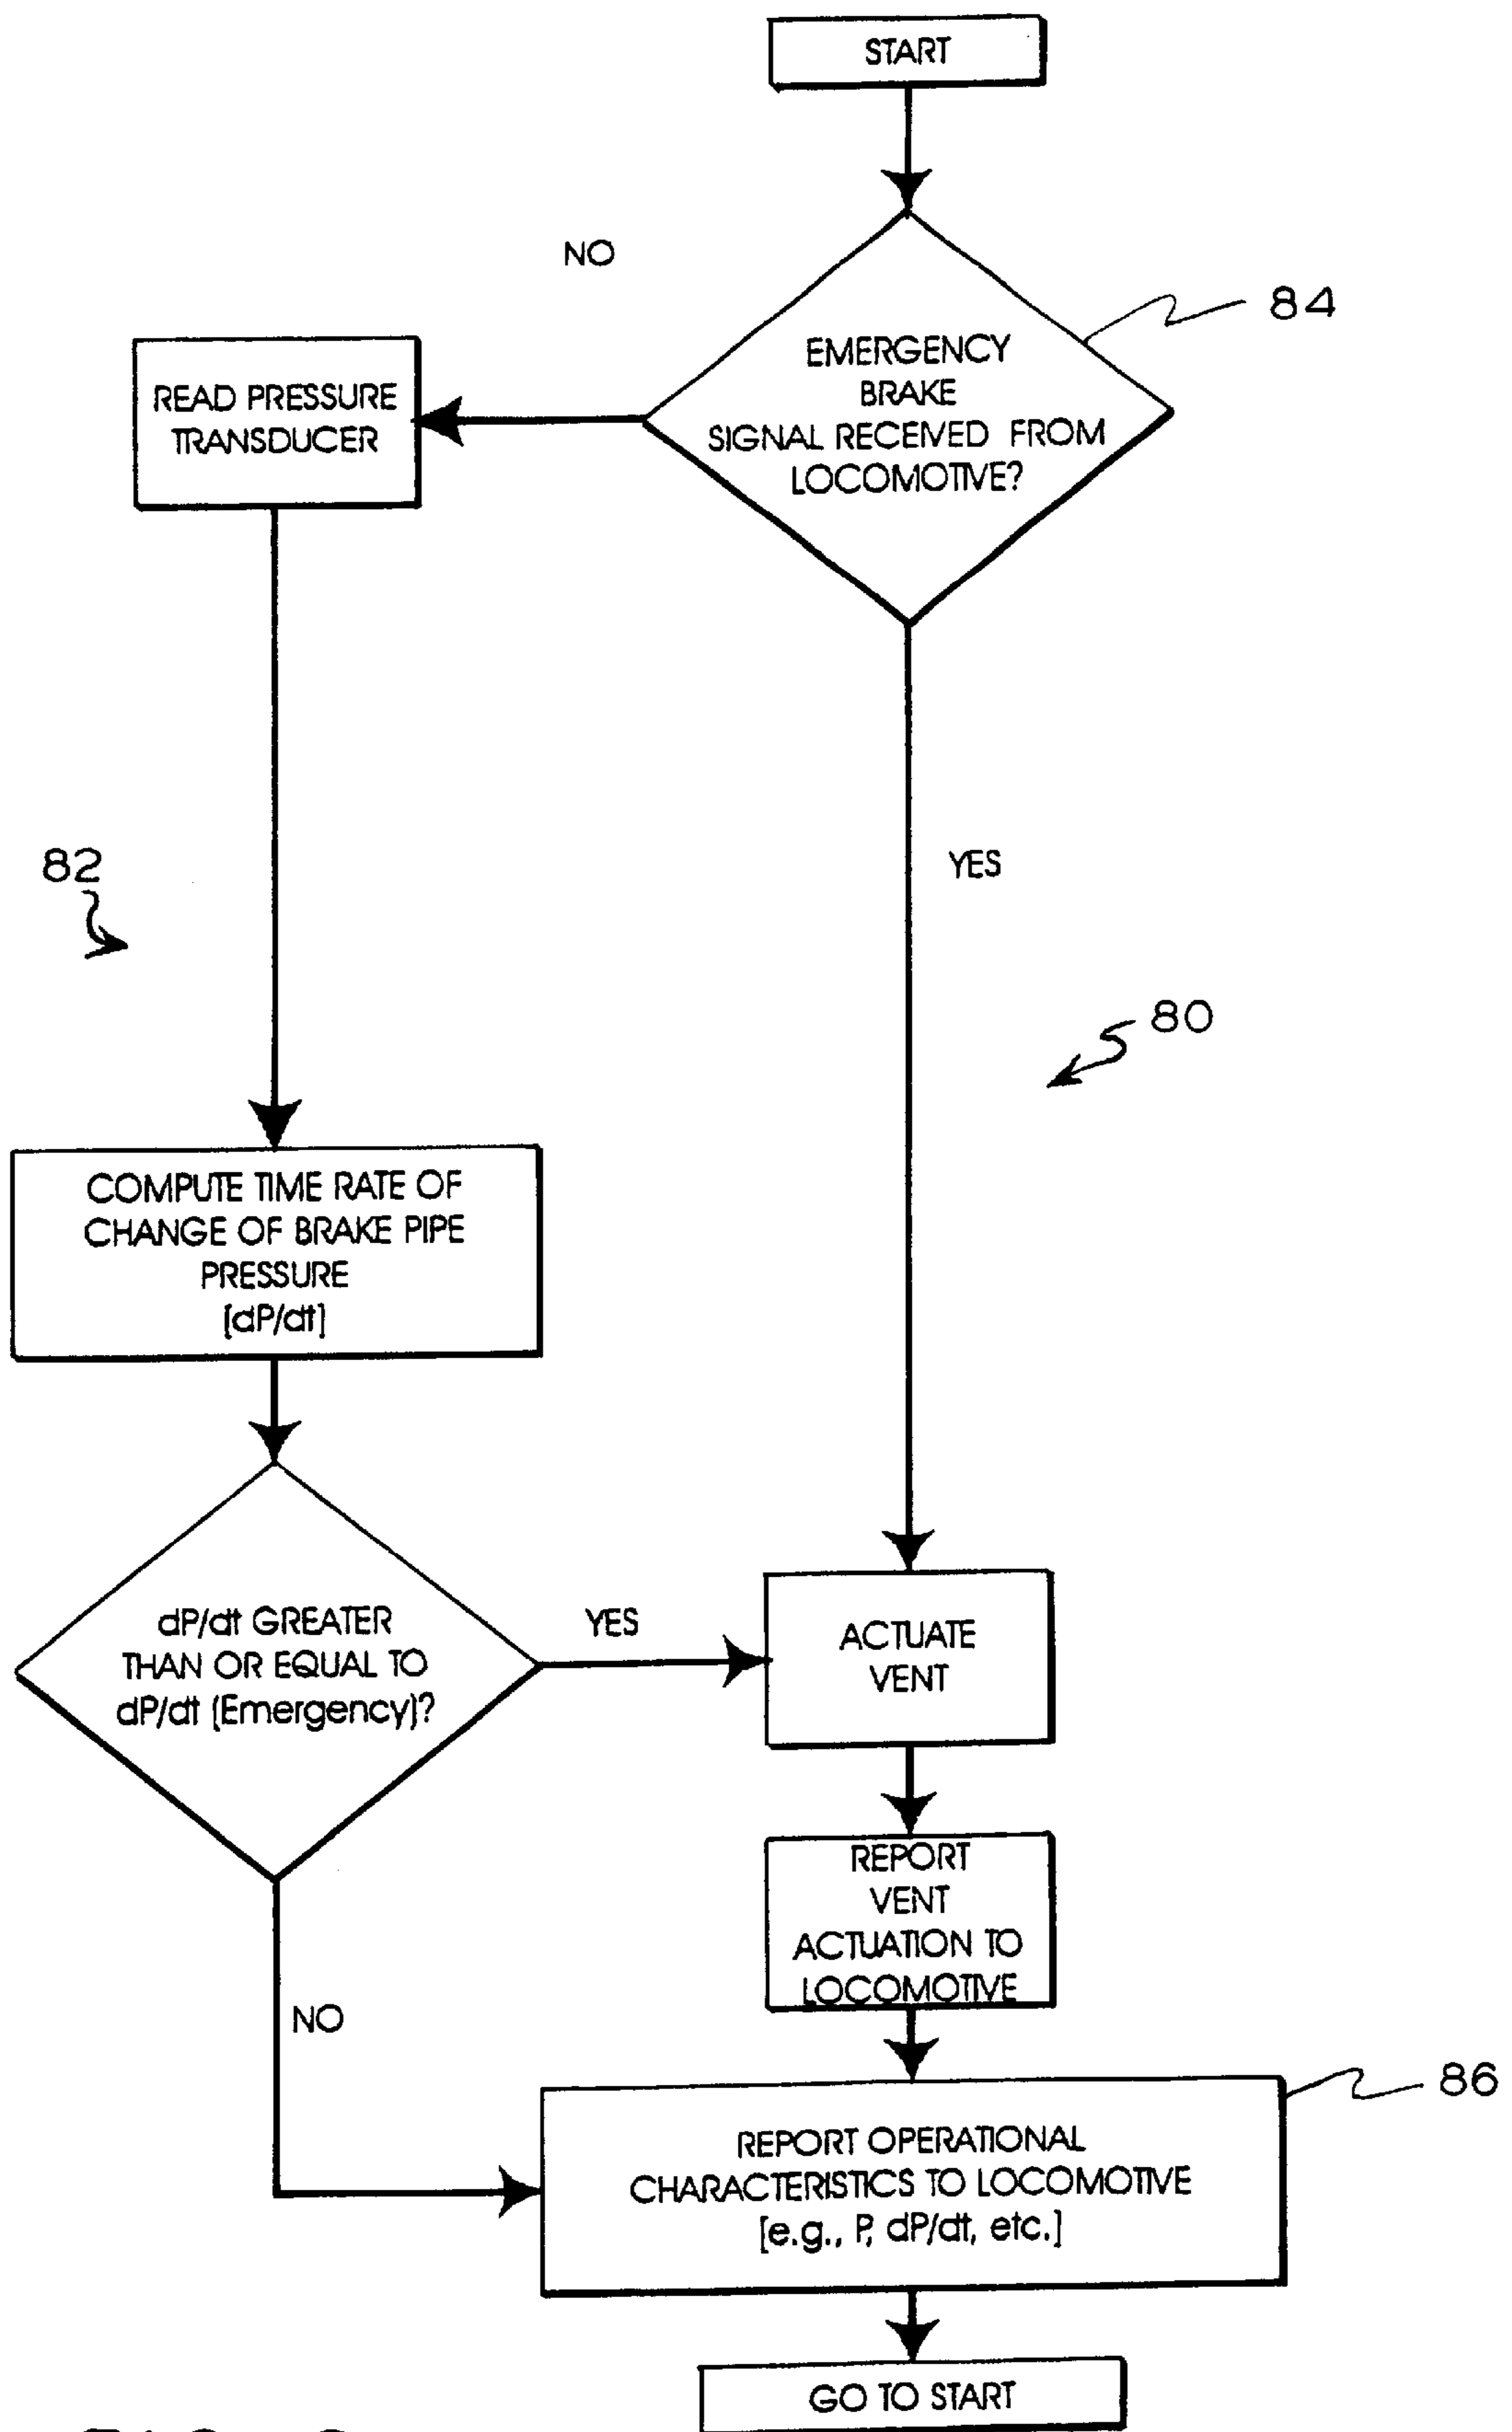 START
NO
84
EMERGENCY
BRAKE
SIGNAL RECEIVED FROM
LOCOMOTIVE?
READ PRESSURE
TRANSDUCER
82
YES
80
COMPUTE TIME RATE OF
CHANGE OF BRAKE PIPE
PRESSURE
[dP/dt]
dP/dt GREATER
THAN OR EQUAL TO
dP/dt (Emergency)?
YES
ACTUATE
VENT
REPORT
VENT
ACTUATION TO
LOCOMOTIVE
NO
86
REPORT OPERATIONAL
CHARACTERISTICS TO LOCOMOTIVE
[e.g., P, dP/dt, etc.]
GO TO START